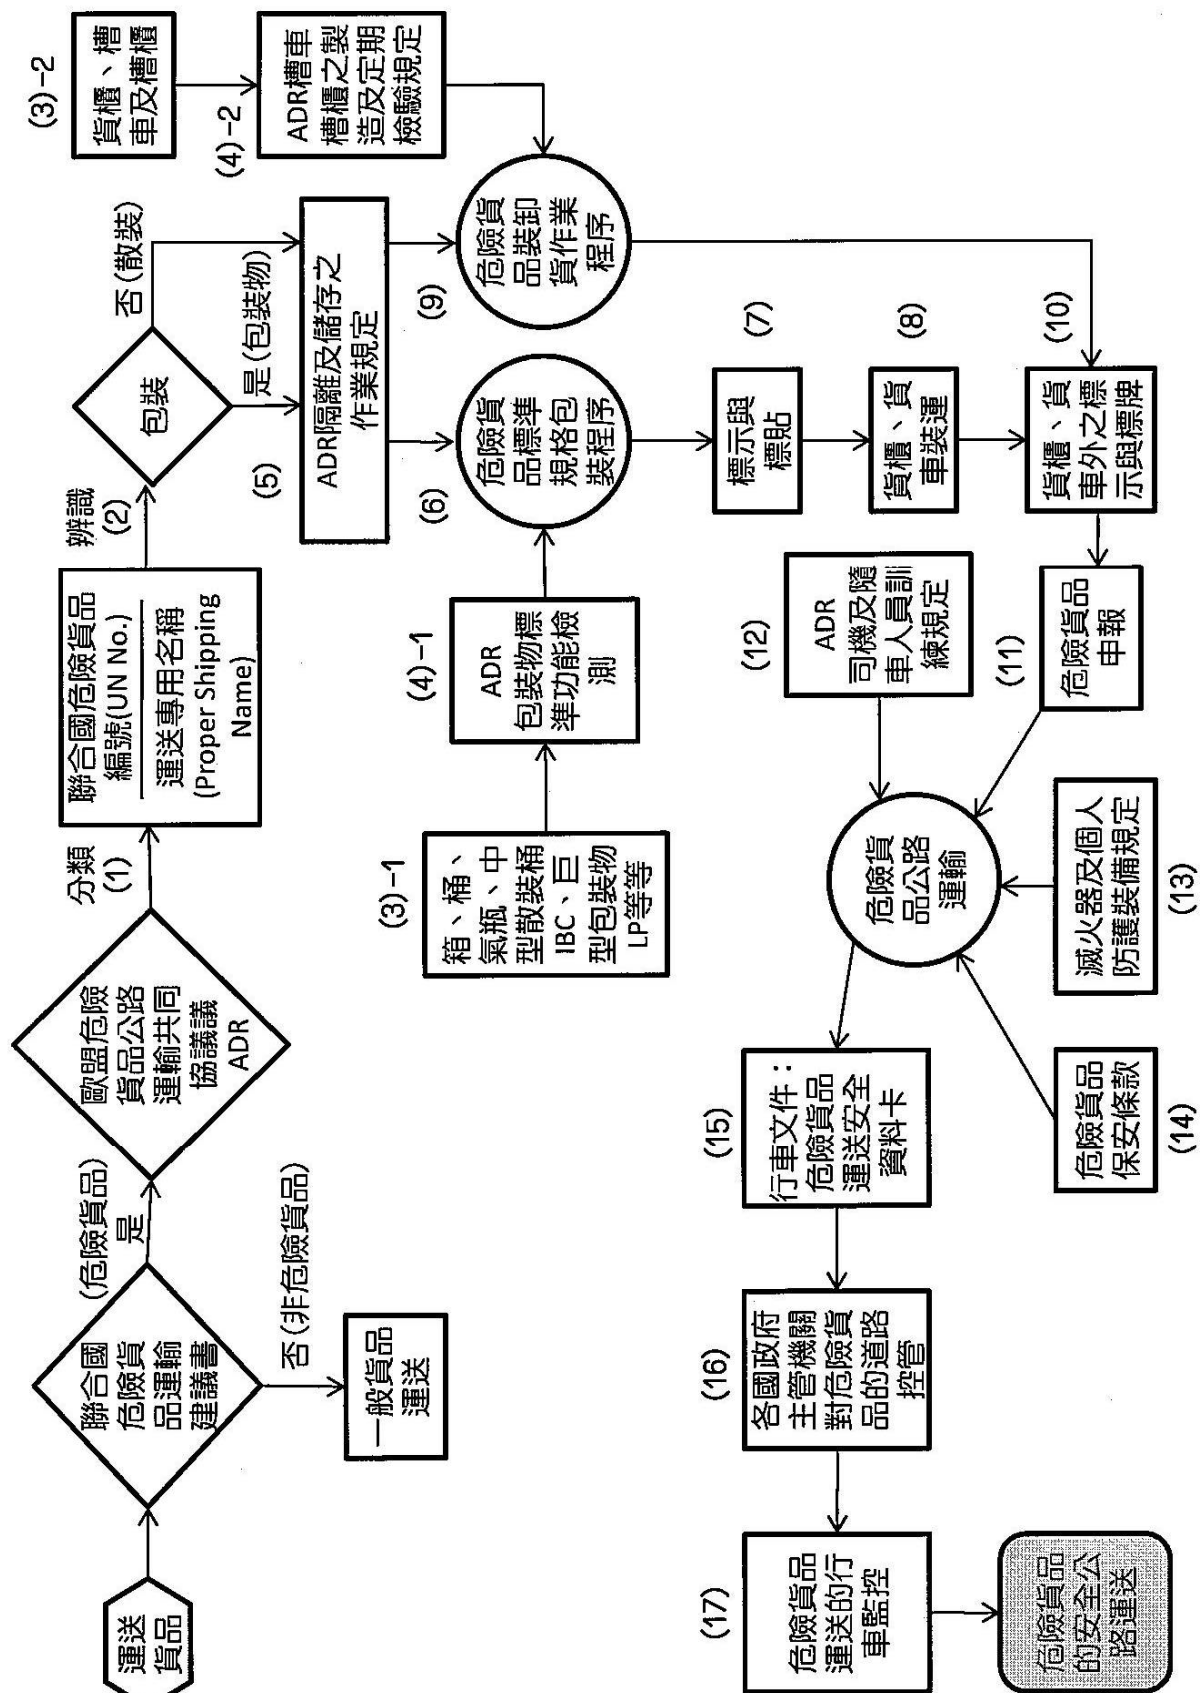 運送
貨品
聯合國
危險貨
品運輸
建議書
(危險貨品)
是
否(非危險貨品)
一般貨品
運送
歐盟危險
貨品公路
運輸共同
協議議
ADR
分類
(1)
聯合國危險貨品
編號(UN No.)
運送專用名稱
(Proper Shipping
Name)
辨識
(2)
包裝
否(散裝)
是(包裝物)
(3)-2
貨櫃、槽
車及槽櫃
(4)-2
ADR槽車
槽櫃之製
造及定期
檢驗規定
(5)
ADR隔離及儲存之
作業規定
(3)-1
箱、桶、
氣瓶、中
型散裝桶
IBC、巨
型包裝物
LP等等
(4)-1
ADR
包裝物標
準功能檢
測
(6)
危險貨
品標準
規格包
裝程序
(9)
危險貨
品裝卸
貨作業
程序
(7)
標示與
標貼
(8)
貨櫃、貨
車裝運
(10)
貨櫃、貨
車外之標
示與標牌
(11)
危險貨品
申報
(12)
ADR
司機及隨
車人員訓
練規定
危險貨
品公路
運輸
滅火器及個人
防護裝備規定
(13)
危險貨品
保安條款
(14)
(15)
行車文件：
危險貨品
運送安全
資料卡
(16)
各國政府
主管機關
對危險貨
品的道路
控管
(17)
危險貨品
運送的行
車監控
危險貨品
的安全公
路運送